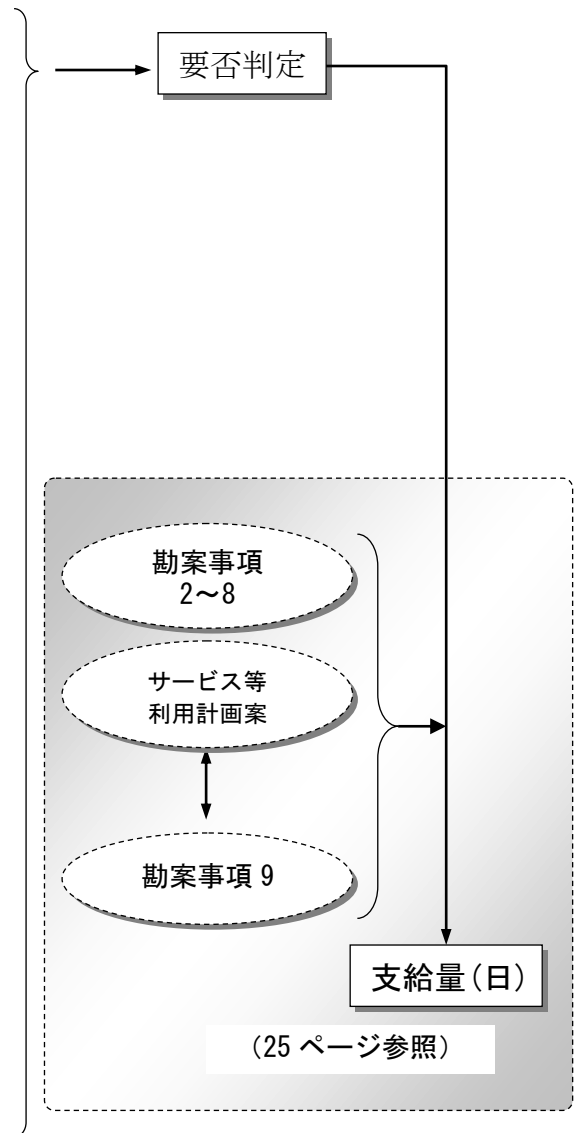 要否判定
勘案事項
2～8
サービス等
利用計画案
勘案事項 9
支給量(日)
（25 ページ参照）